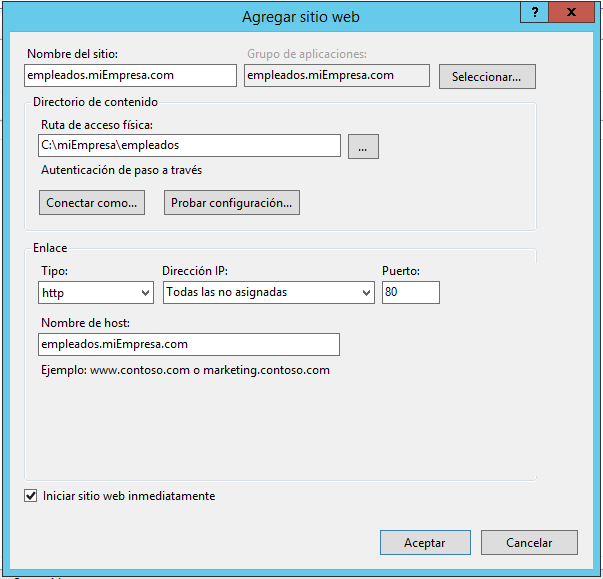 Agregar sitio web
?
x
Nombre del sitio:
Grupo de aplicaciones:
empleados.miEmpresa.com
empleados.miEmpresa.com
Seleccionar...
Directorio de contenido
Ruta de acceso física:
C:\miEmpresa\empleados
...
Autenticación de paso a través
Conectar como...
Probar configuración...
Enlace
Tipo:
Dirección IP:
Puerto:
http
Todas las no asignadas
80
Nombre de host:
empleados.miEmpresa.com
Ejemplo: www.contoso.com o marketing.contoso.com
Iniciar sitio web inmediatamente
Aceptar
Cancelar